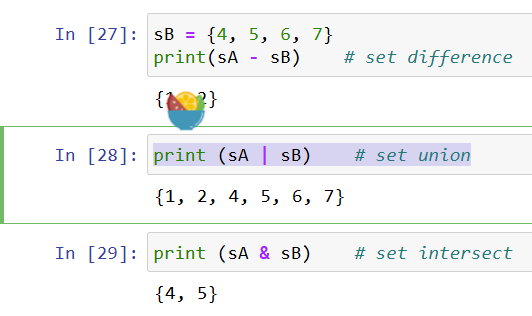 In [27]: sB = {4, 5, 6, 7}
print(sA - sB)    # set difference
{1, 2}
In [28]: print (sA | sB)    # set union
{1, 2, 4, 5, 6, 7}
In [29]: print (sA & sB)    # set intersect
{4, 5}